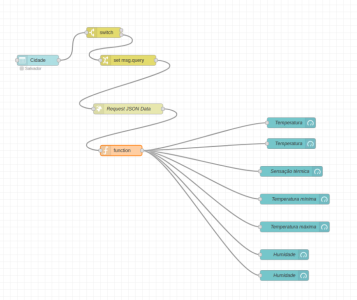 switch
Cidade
set msg.query
Request JSON Data
function
Temperatura
Temperatura
Sensação térmica
Temperatura mínima
Temperatura máxima
Humidade
Humidade